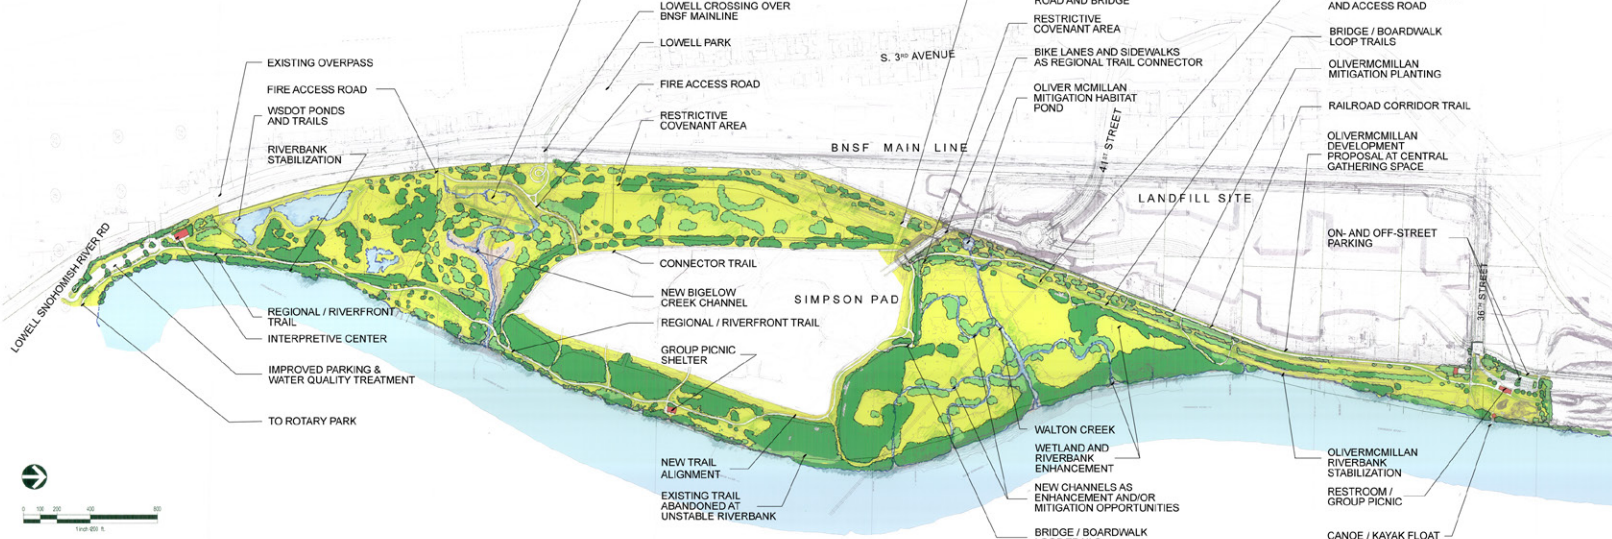 LOWELL CROSSING OVER
BNSF MAINLINE
LOWELL PARK
EXISTING OVERPASS
FIRE ACCESS ROAD
WSDOT PONDS
AND TRAILS
RIVERBANK
STABILIZATION
FIRE ACCESS ROAD
RESTRICTIVE
COVENANT AREA
S. 3RD AVENUE
BNSF MAIN LINE
ROAD AND BRIDGE
RESTRICTIVE
COVENANT AREA
BIKE LANES AND SIDEWALKS
AS REGIONAL TRAIL CONNECTOR
OLIVER MCMILLAN
MITIGATION HABITAT
POND
41ST STREET
LANDFILL SITE
AND ACCESS ROAD
BRIDGE / BOARDWALK
LOOP TRAILS
OLIVERMCMILLAN
MITIGATION PLANTING
RAILROAD CORRIDOR TRAIL
OLIVERMCMILLAN
DEVELOPMENT
PROPOSAL AT CENTRAL
GATHERING SPACE
ON- AND OFF-STREET
PARKING
36TH STREET
LOWELL SNOHOMISH RIVER RD
REGIONAL / RIVERFRONT
TRAIL
INTERPRETIVE CENTER
IMPROVED PARKING &
WATER QUALITY TREATMENT
TO ROTARY PARK
CONNECTOR TRAIL
NEW BIGELOW
CREEK CHANNEL
SIMPSON PAD
REGIONAL / RIVERFRONT TRAIL
GROUP PICNIC
SHELTER
NEW TRAIL
ALIGNMENT
EXISTING TRAIL
ABANDONED AT
UNSTABLE RIVERBANK
WALTON CREEK
WETLAND AND
RIVERBANK
ENHANCEMENT
NEW CHANNELS AS
ENHANCEMENT AND/OR
MITIGATION OPPORTUNITIES
BRIDGE / BOARDWALK
OLIVERMCMILLAN
RIVERBANK
STABILIZATION
RESTROOM /
GROUP PICNIC
CANOE / KAYAK FLOAT
0 100 200 400 800